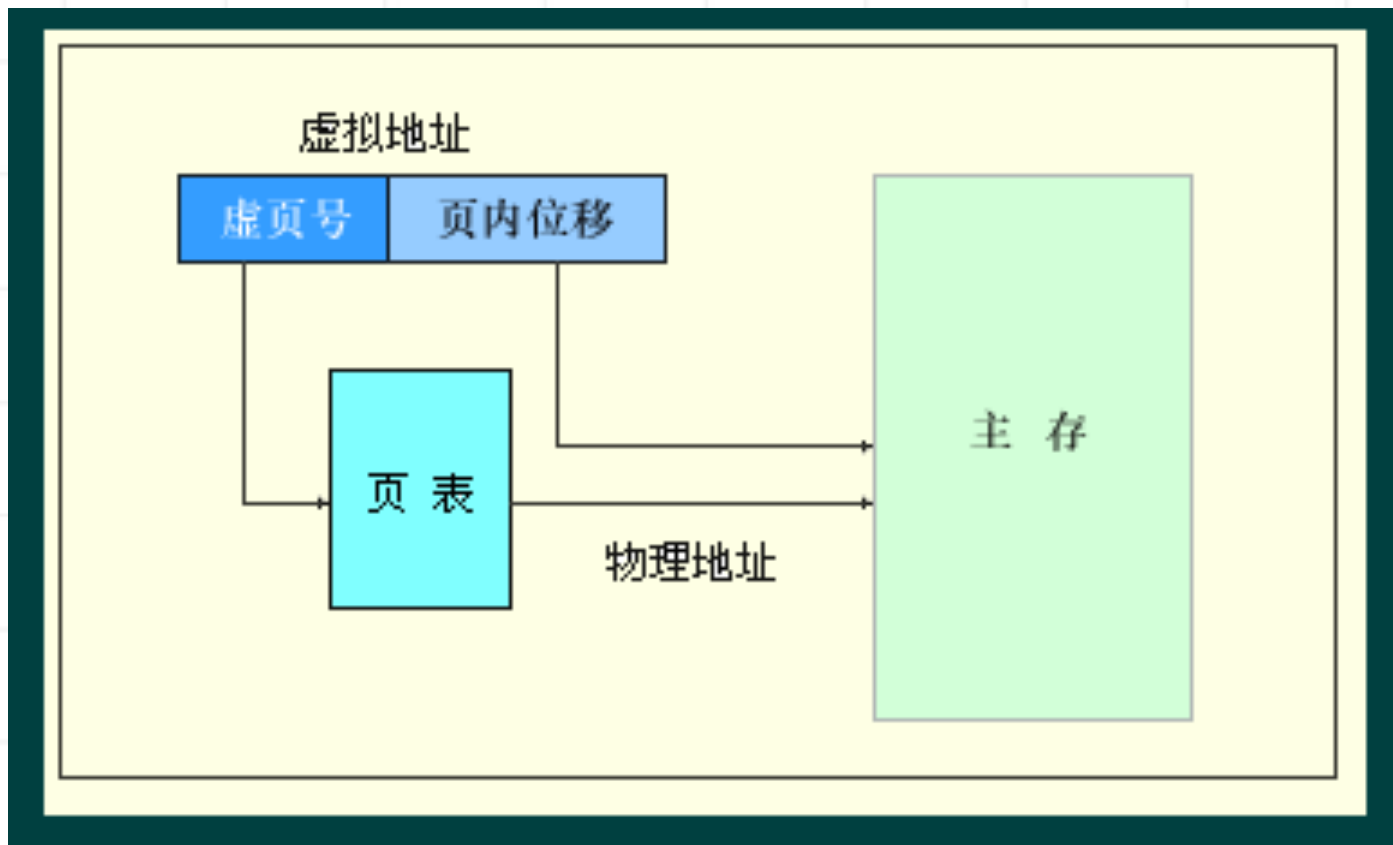 虚拟地址
虚页号 页内位移
主 存
页 表
物理地址